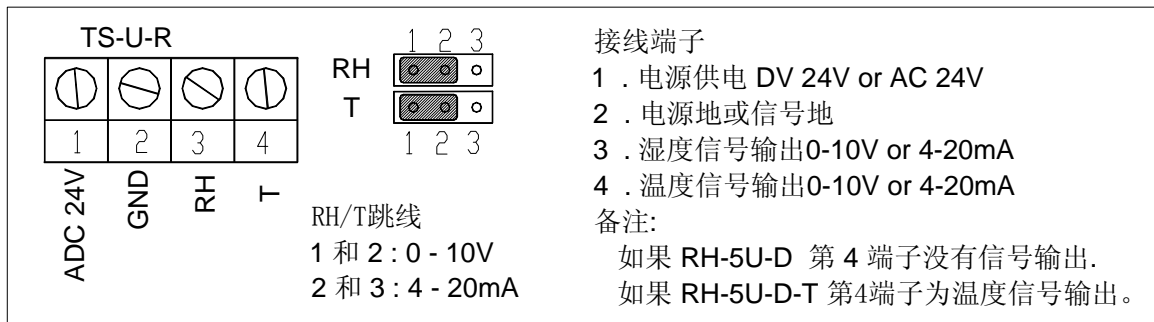 TS-U-R
1 2 3 4
ADC 24V
GND
RH
T
1 2 3
RH
T
1 2 3
RH/T跳线
1 和 2 : 0 - 10V
2 和 3 : 4 - 20mA
接线端子
1 . 电源供电 DV 24V or AC 24V
2 . 电源地或信号地
3 . 湿度信号输出0-10V or 4-20mA
4 . 温度信号输出0-10V or 4-20mA
备注:
如果 RH-5U-D 第 4 端子没有信号输出.
如果 RH-5U-D-T 第4端子为温度信号输出。